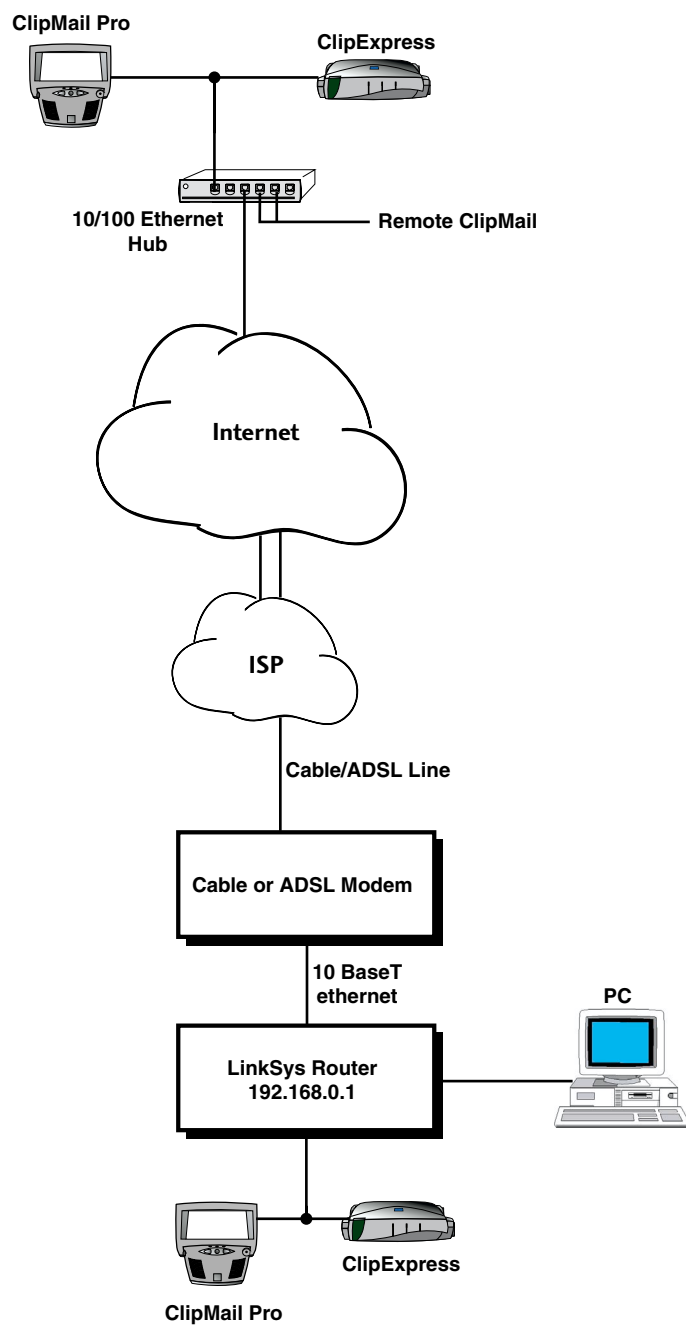 ClipMail Pro
ClipExpress
10/100 Ethernet
Hub
Remote ClipMail
Internet
ISP
Cable/ADSL Line
Cable or ADSL Modem
10 BaseT
ethernet
PC
LinkSys Router
192.168.0.1
ClipExpress
ClipMail Pro